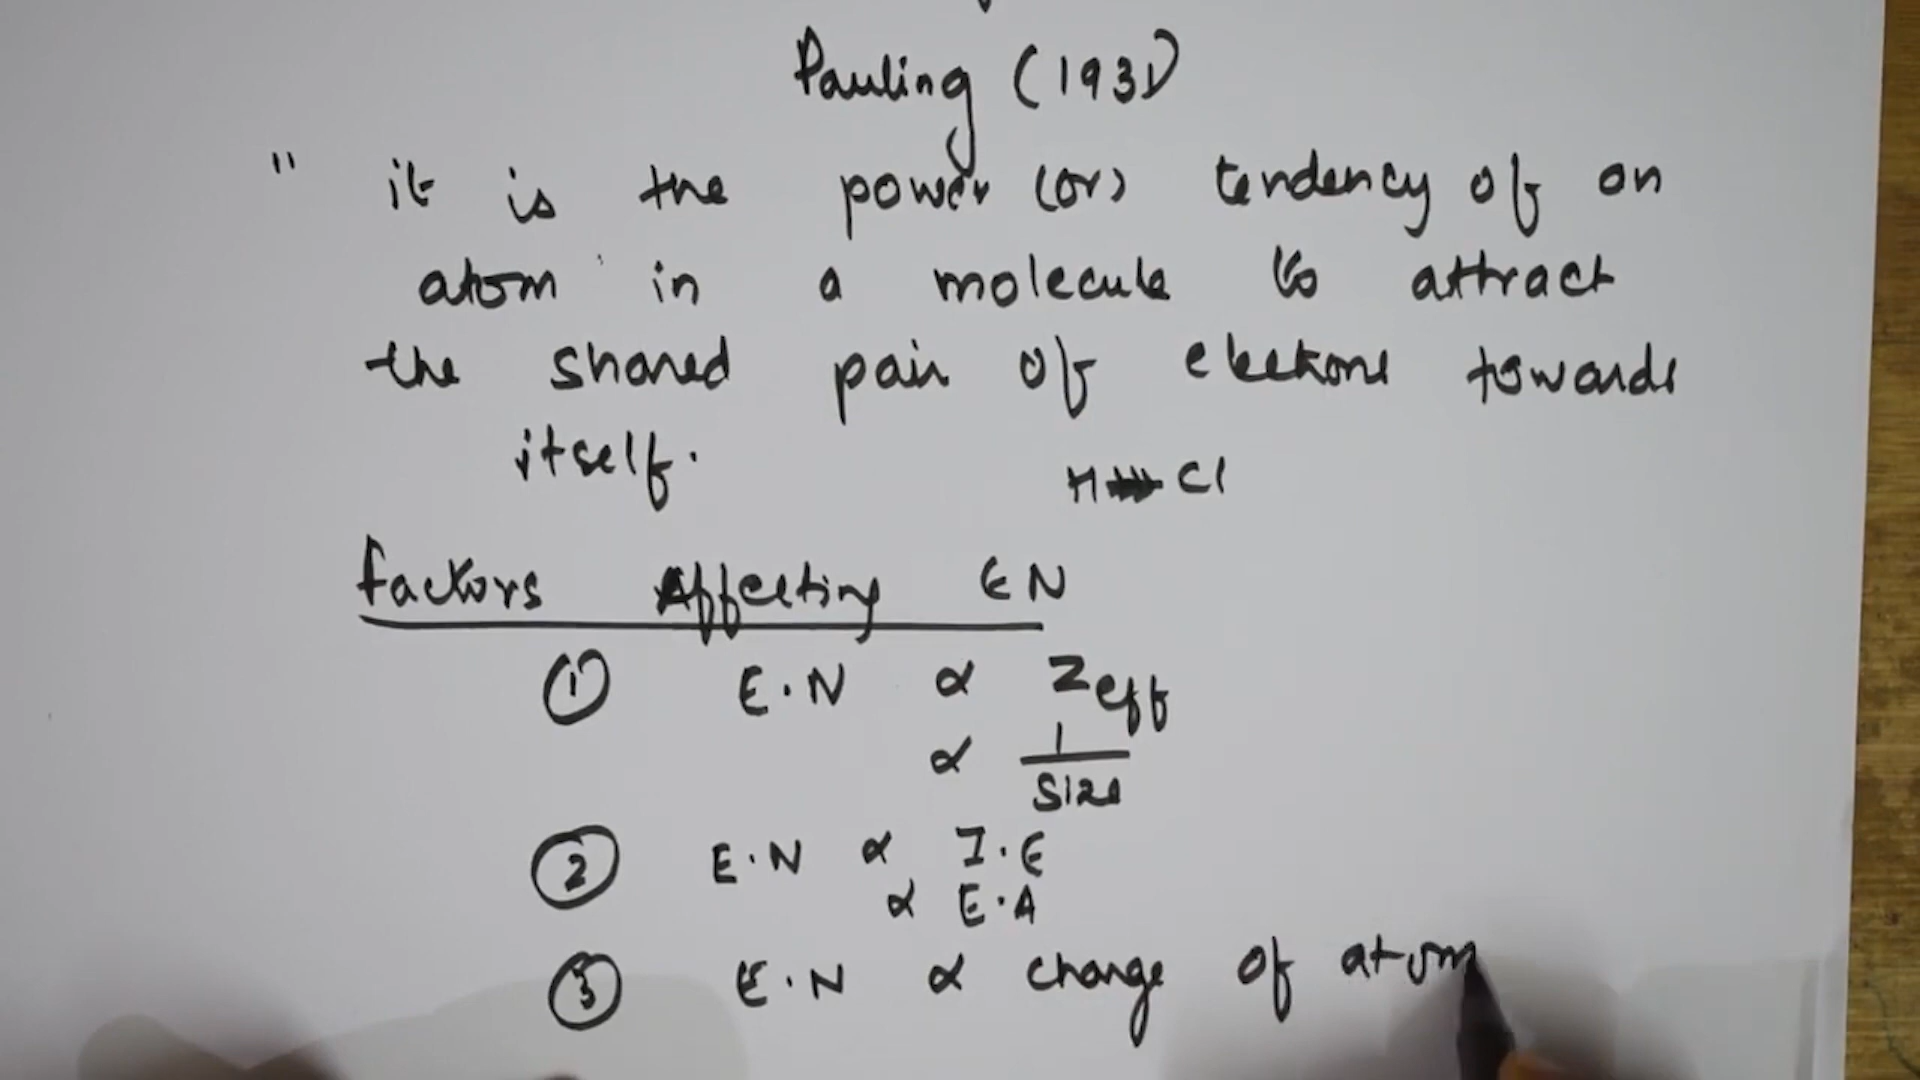 Pauling (1931)
" it is the power (or) tendency of an
atom in a molecule to attract
the shared pair of electrons towards
itself.
H Cl
factors Affecting EN
① E.N α Zeff
α 1/Size
② E.N α I.E
α E.A
③ E.N α charge of atom